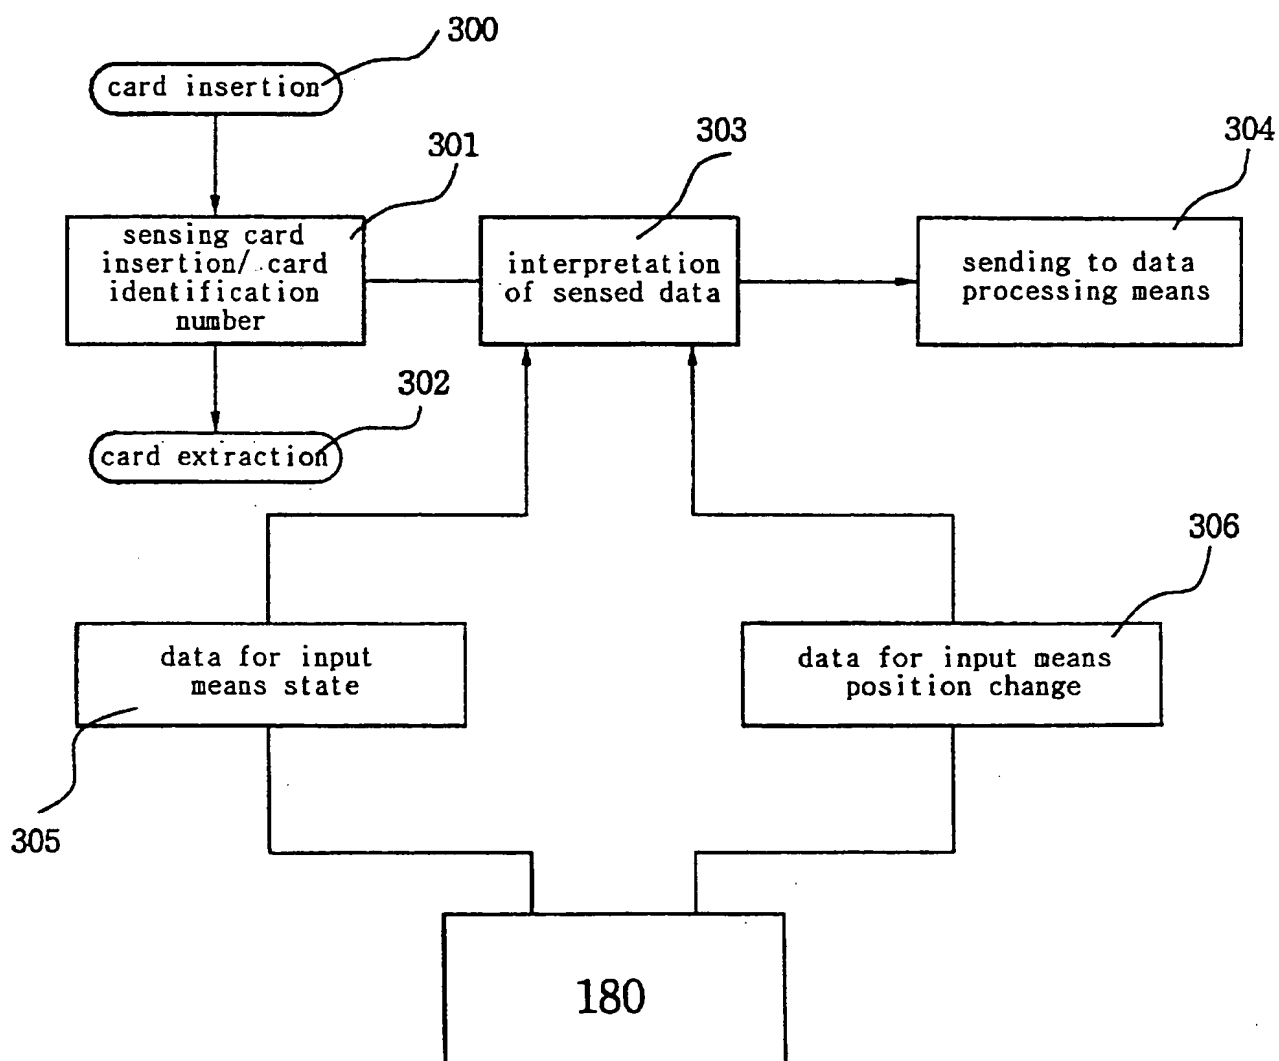 300
card insertion
301
303
304
sensing card
insertion/ card
identification
number
interpretation
of sensed data
sending to data
processing means
302
card extraction
306
data for input
means state
data for input means
position change
305
180